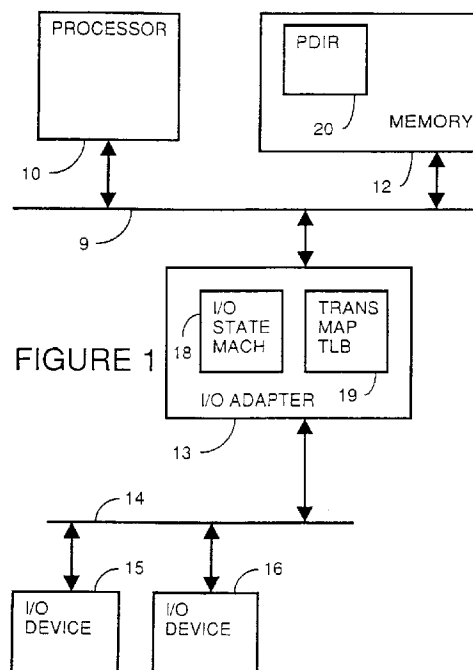 PROCESSOR
PDIR
20
MEMORY
10
12
9
I/O
STATE
MACH
18
TRANS
MAP
TLB
19
FIGURE 1
I/O ADAPTER
13
14
15
16
I/O
DEVICE
I/O
DEVICE